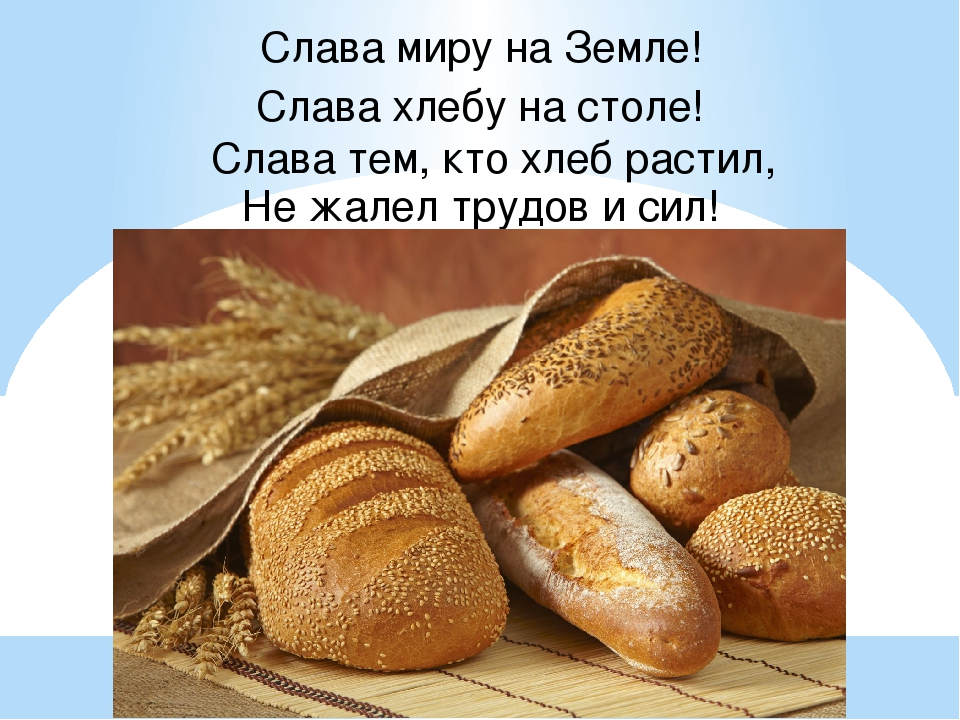 Слава миру на Земле!
Слава хлебу на столе!
Слава тем, кто хлеб растил,
Не жалел трудов и сил!